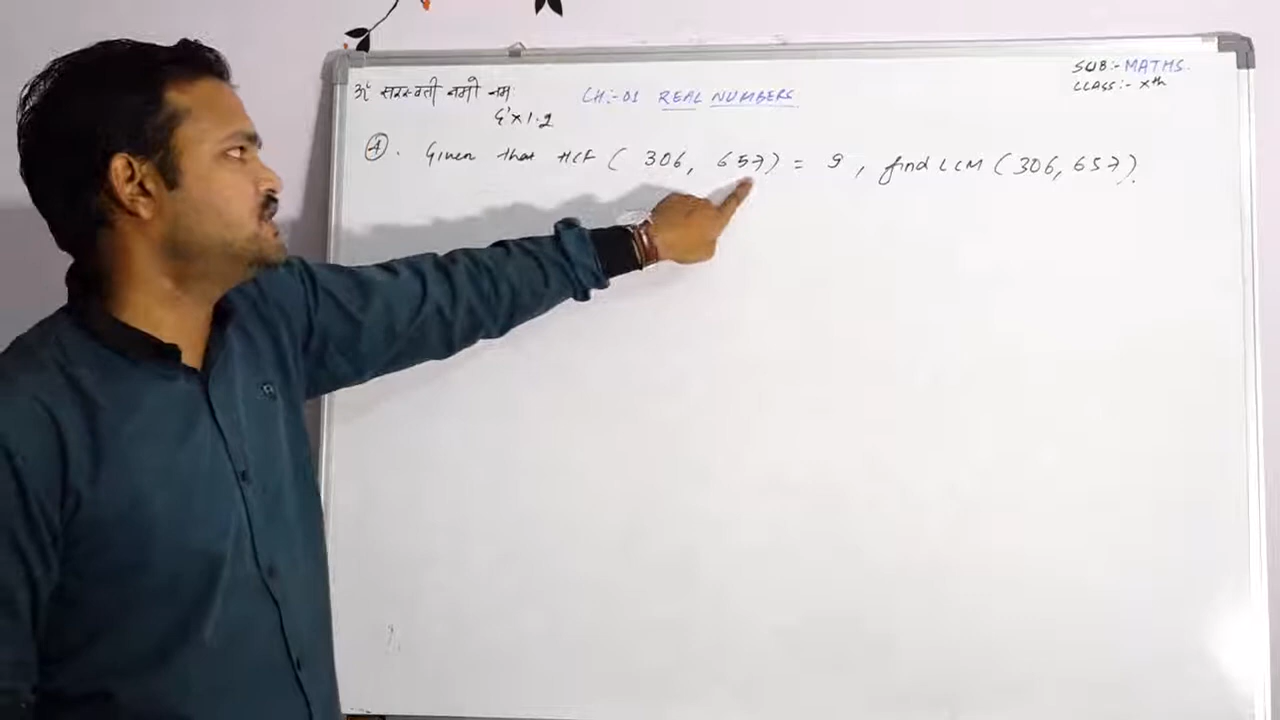 ॐ सरस्वती नमो नमः
CH:-01 REAL NUMBERS
SUB:- MATHS.
CLASS:- Xth
Ex 1.2
4. Given that HCF ( 306, 657) = 9, find LCM (306, 657).